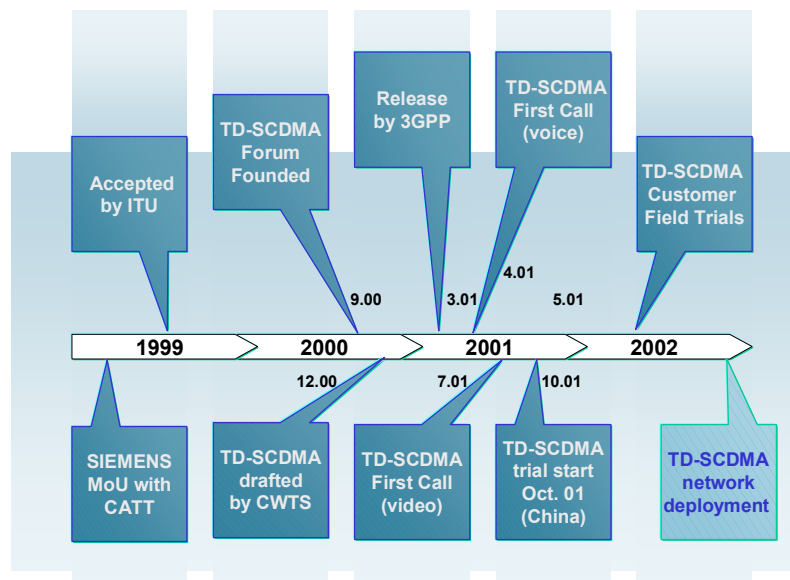 Accepted
by ITU
TD-SCDMA
Forum
Founded
Release
by 3GPP
TD-SCDMA
First Call
(voice)
TD-SCDMA
Customer
Field Trials
9.00
3.01
4.01
5.01
1999
2000
2001
2002
12.00
7.01
10.01
SIEMENS
MoU with
CATT
TD-SCDMA
drafted
by CWTS
TD-SCDMA
First Call
(video)
TD-SCDMA
trial start
Oct. 01
(China)
TD-SCDMA
network
deployment